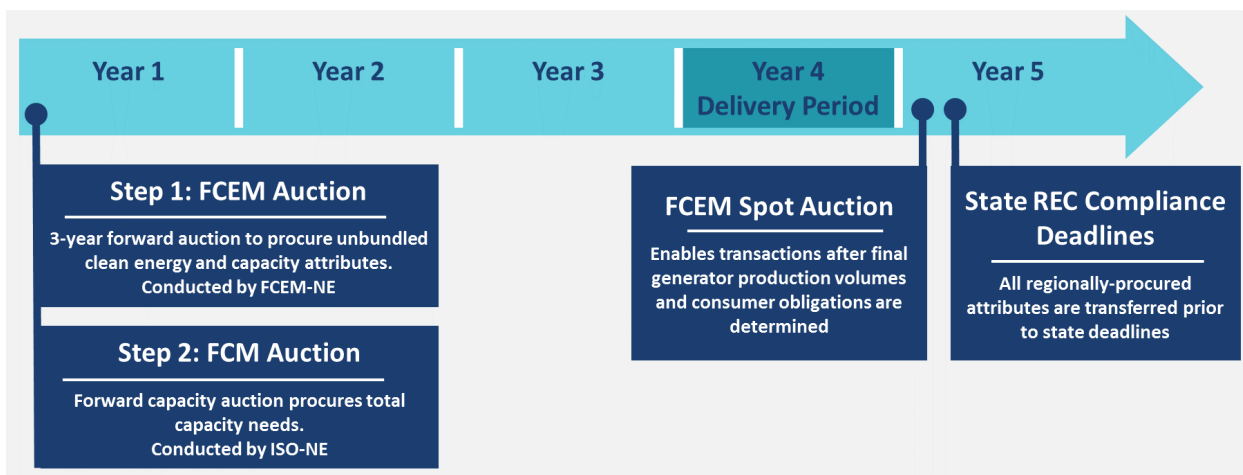 Year 1
Year 2
Year 3
Year 4
Delivery Period
Year 5
Step 1: FCEM Auction
3-year forward auction to procure unbundled
clean energy and capacity attributes.
Conducted by FCEM-NE
Step 2: FCM Auction
Forward capacity auction procures total
capacity needs.
Conducted by ISO-NE
FCEM Spot Auction
Enables transactions after final
generator production volumes
and consumer obligations are
determined
State REC Compliance
Deadlines
All regionally-procured
attributes are transferred prior
to state deadlines